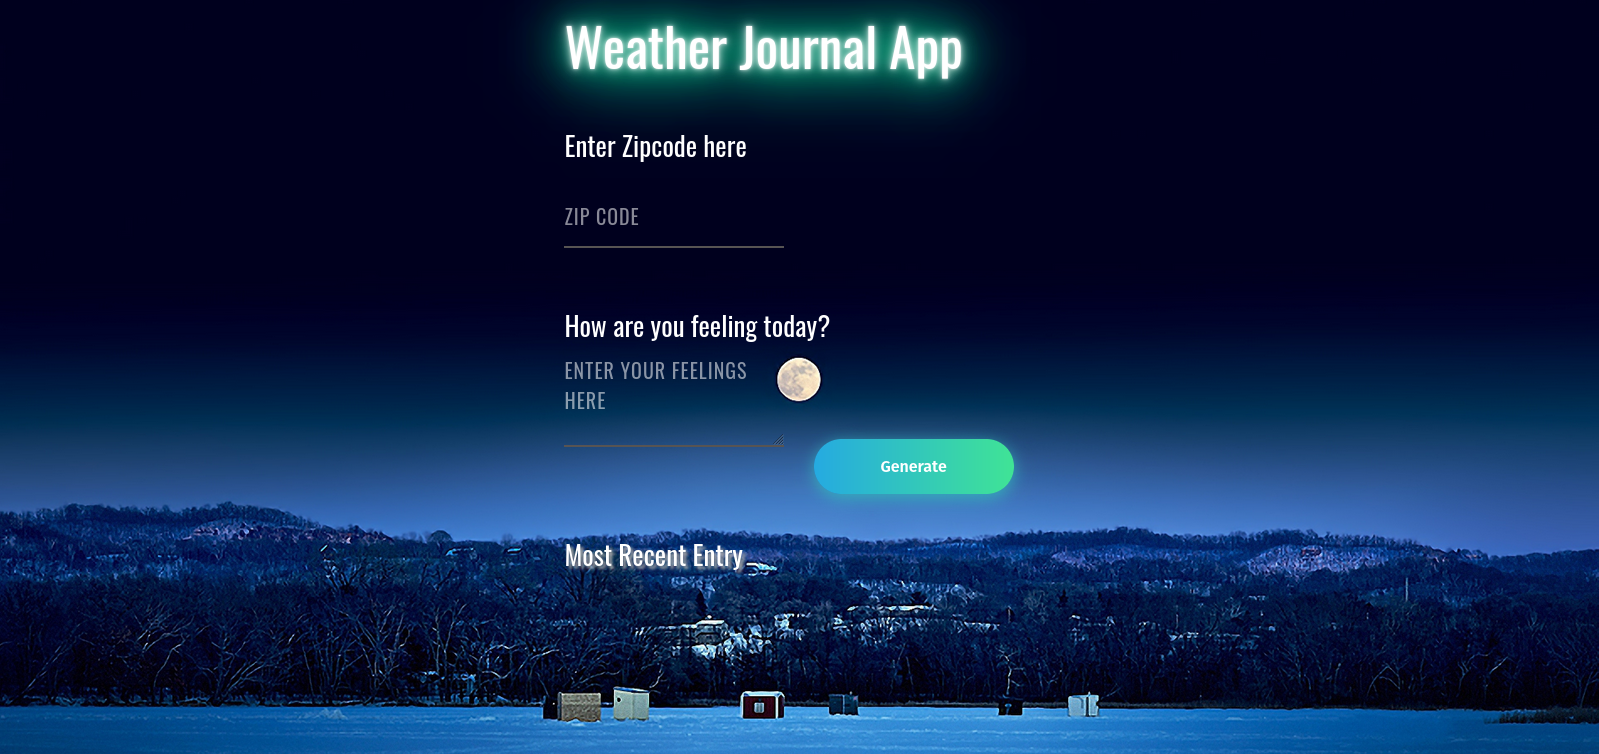 Weather Journal App
Enter Zipcode here
ZIP CODE
How are you feeling today?
ENTER YOUR FEELINGS
HERE
Generate
Most Recent Entry